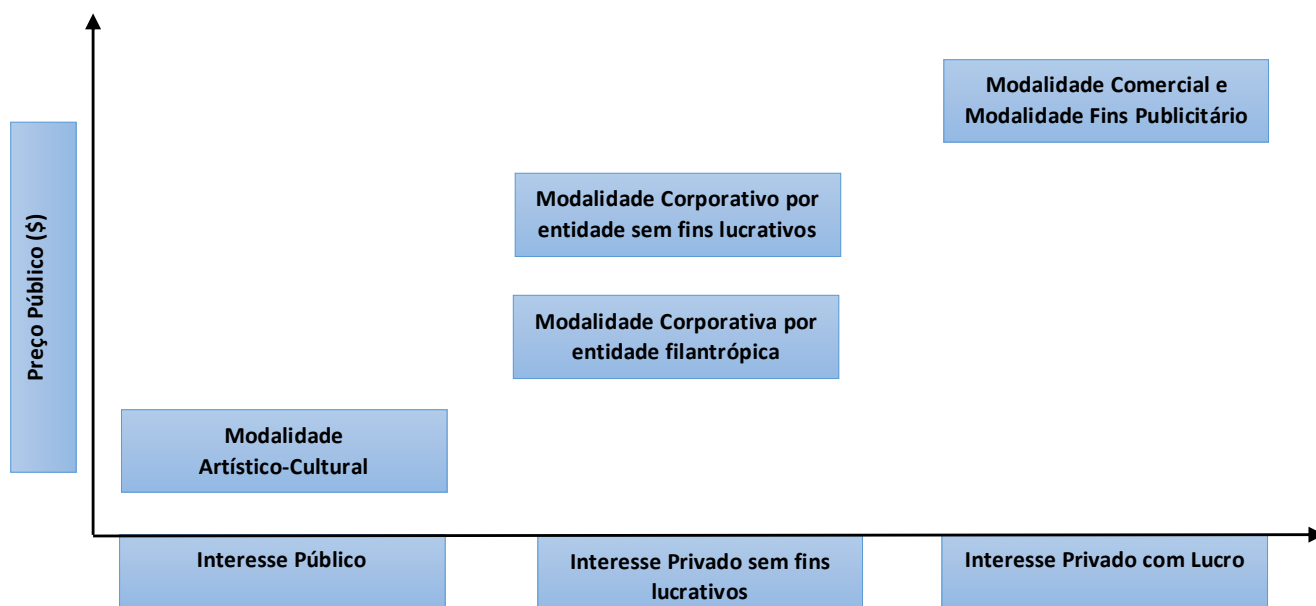 Modalidade Comercial e
Modalidade Fins Publicitário
Preço Público ($)
Modalidade Corporativo por
entidade sem fins lucrativos
Modalidade Corporativa por
entidade filantrópica
Modalidade
Artístico-Cultural
Interesse Público
Interesse Privado sem fins
lucrativos
Interesse Privado com Lucro